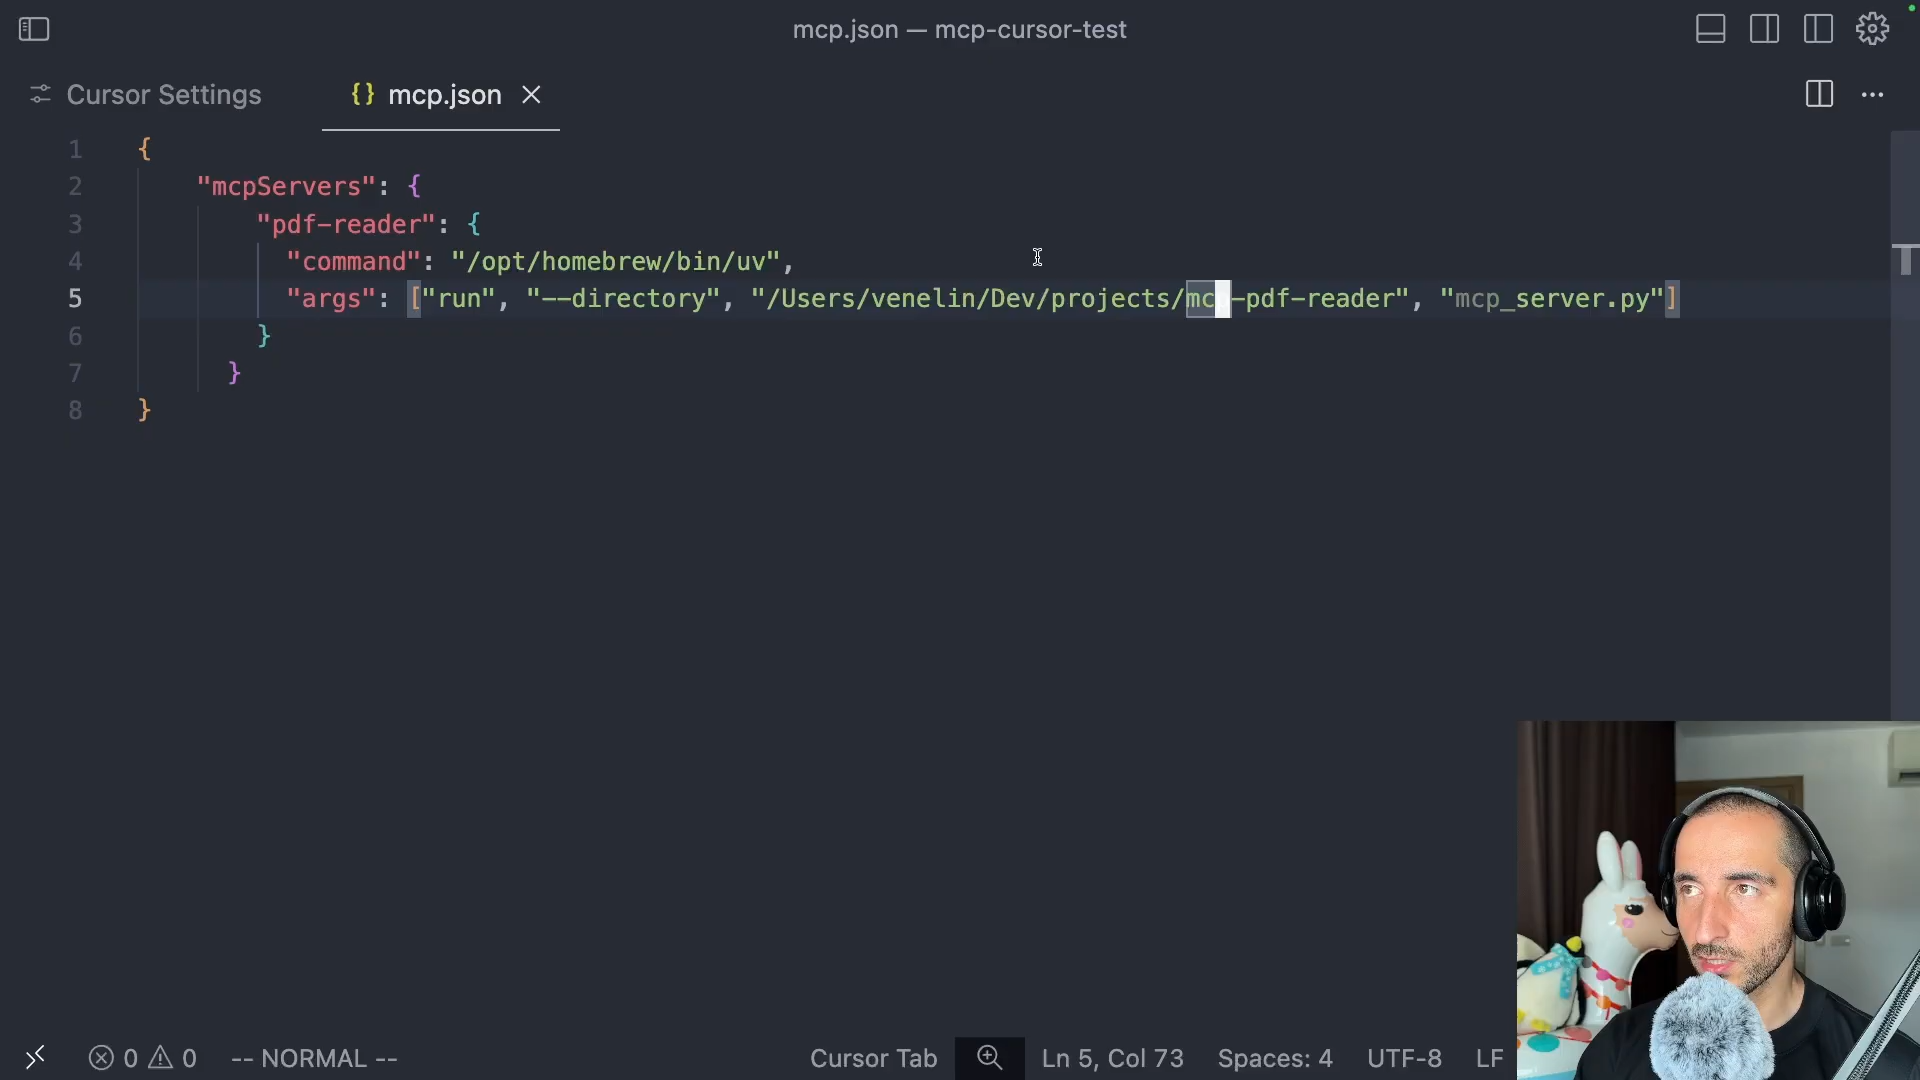 mcp.json — mcp-cursor-test
Cursor Settings
{} mcp.json
1 {
2 "mcpServers": {
3 "pdf-reader": {
4 "command": "/opt/homebrew/bin/uv",
5 "args": ["run", "--directory", "/Users/venelin/Dev/projects/mcp-pdf-reader", "mcp_server.py"]
6 }
7 }
8 }
0 0 -- NORMAL -- Cursor Tab Ln 5, Col 73 Spaces: 4 UTF-8 LF